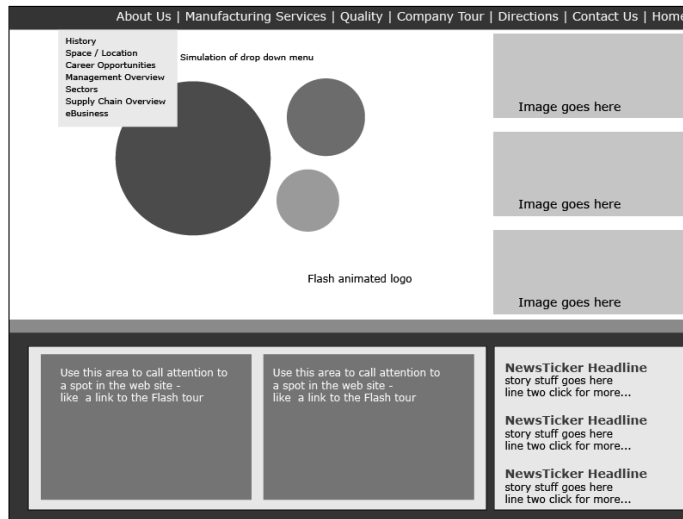 About Us | Manufacturing Services | Quality | Company Tour | Directions | Contact Us | Home
History
Space / Location
Career Opportunities
Management Overview
Sectors
Supply Chain Overview
eBusiness
Simulation of drop down menu
Image goes here
Image goes here
Image goes here
Flash animated logo
Use this area to call attention to
a spot in the web site -
like a link to the Flash tour
Use this area to call attention to
a spot in the web site -
like a link to the Flash tour
NewsTicker Headline
story stuff goes here
line two click for more...
NewsTicker Headline
story stuff goes here
line two click for more...
NewsTicker Headline
story stuff goes here
line two click for more...